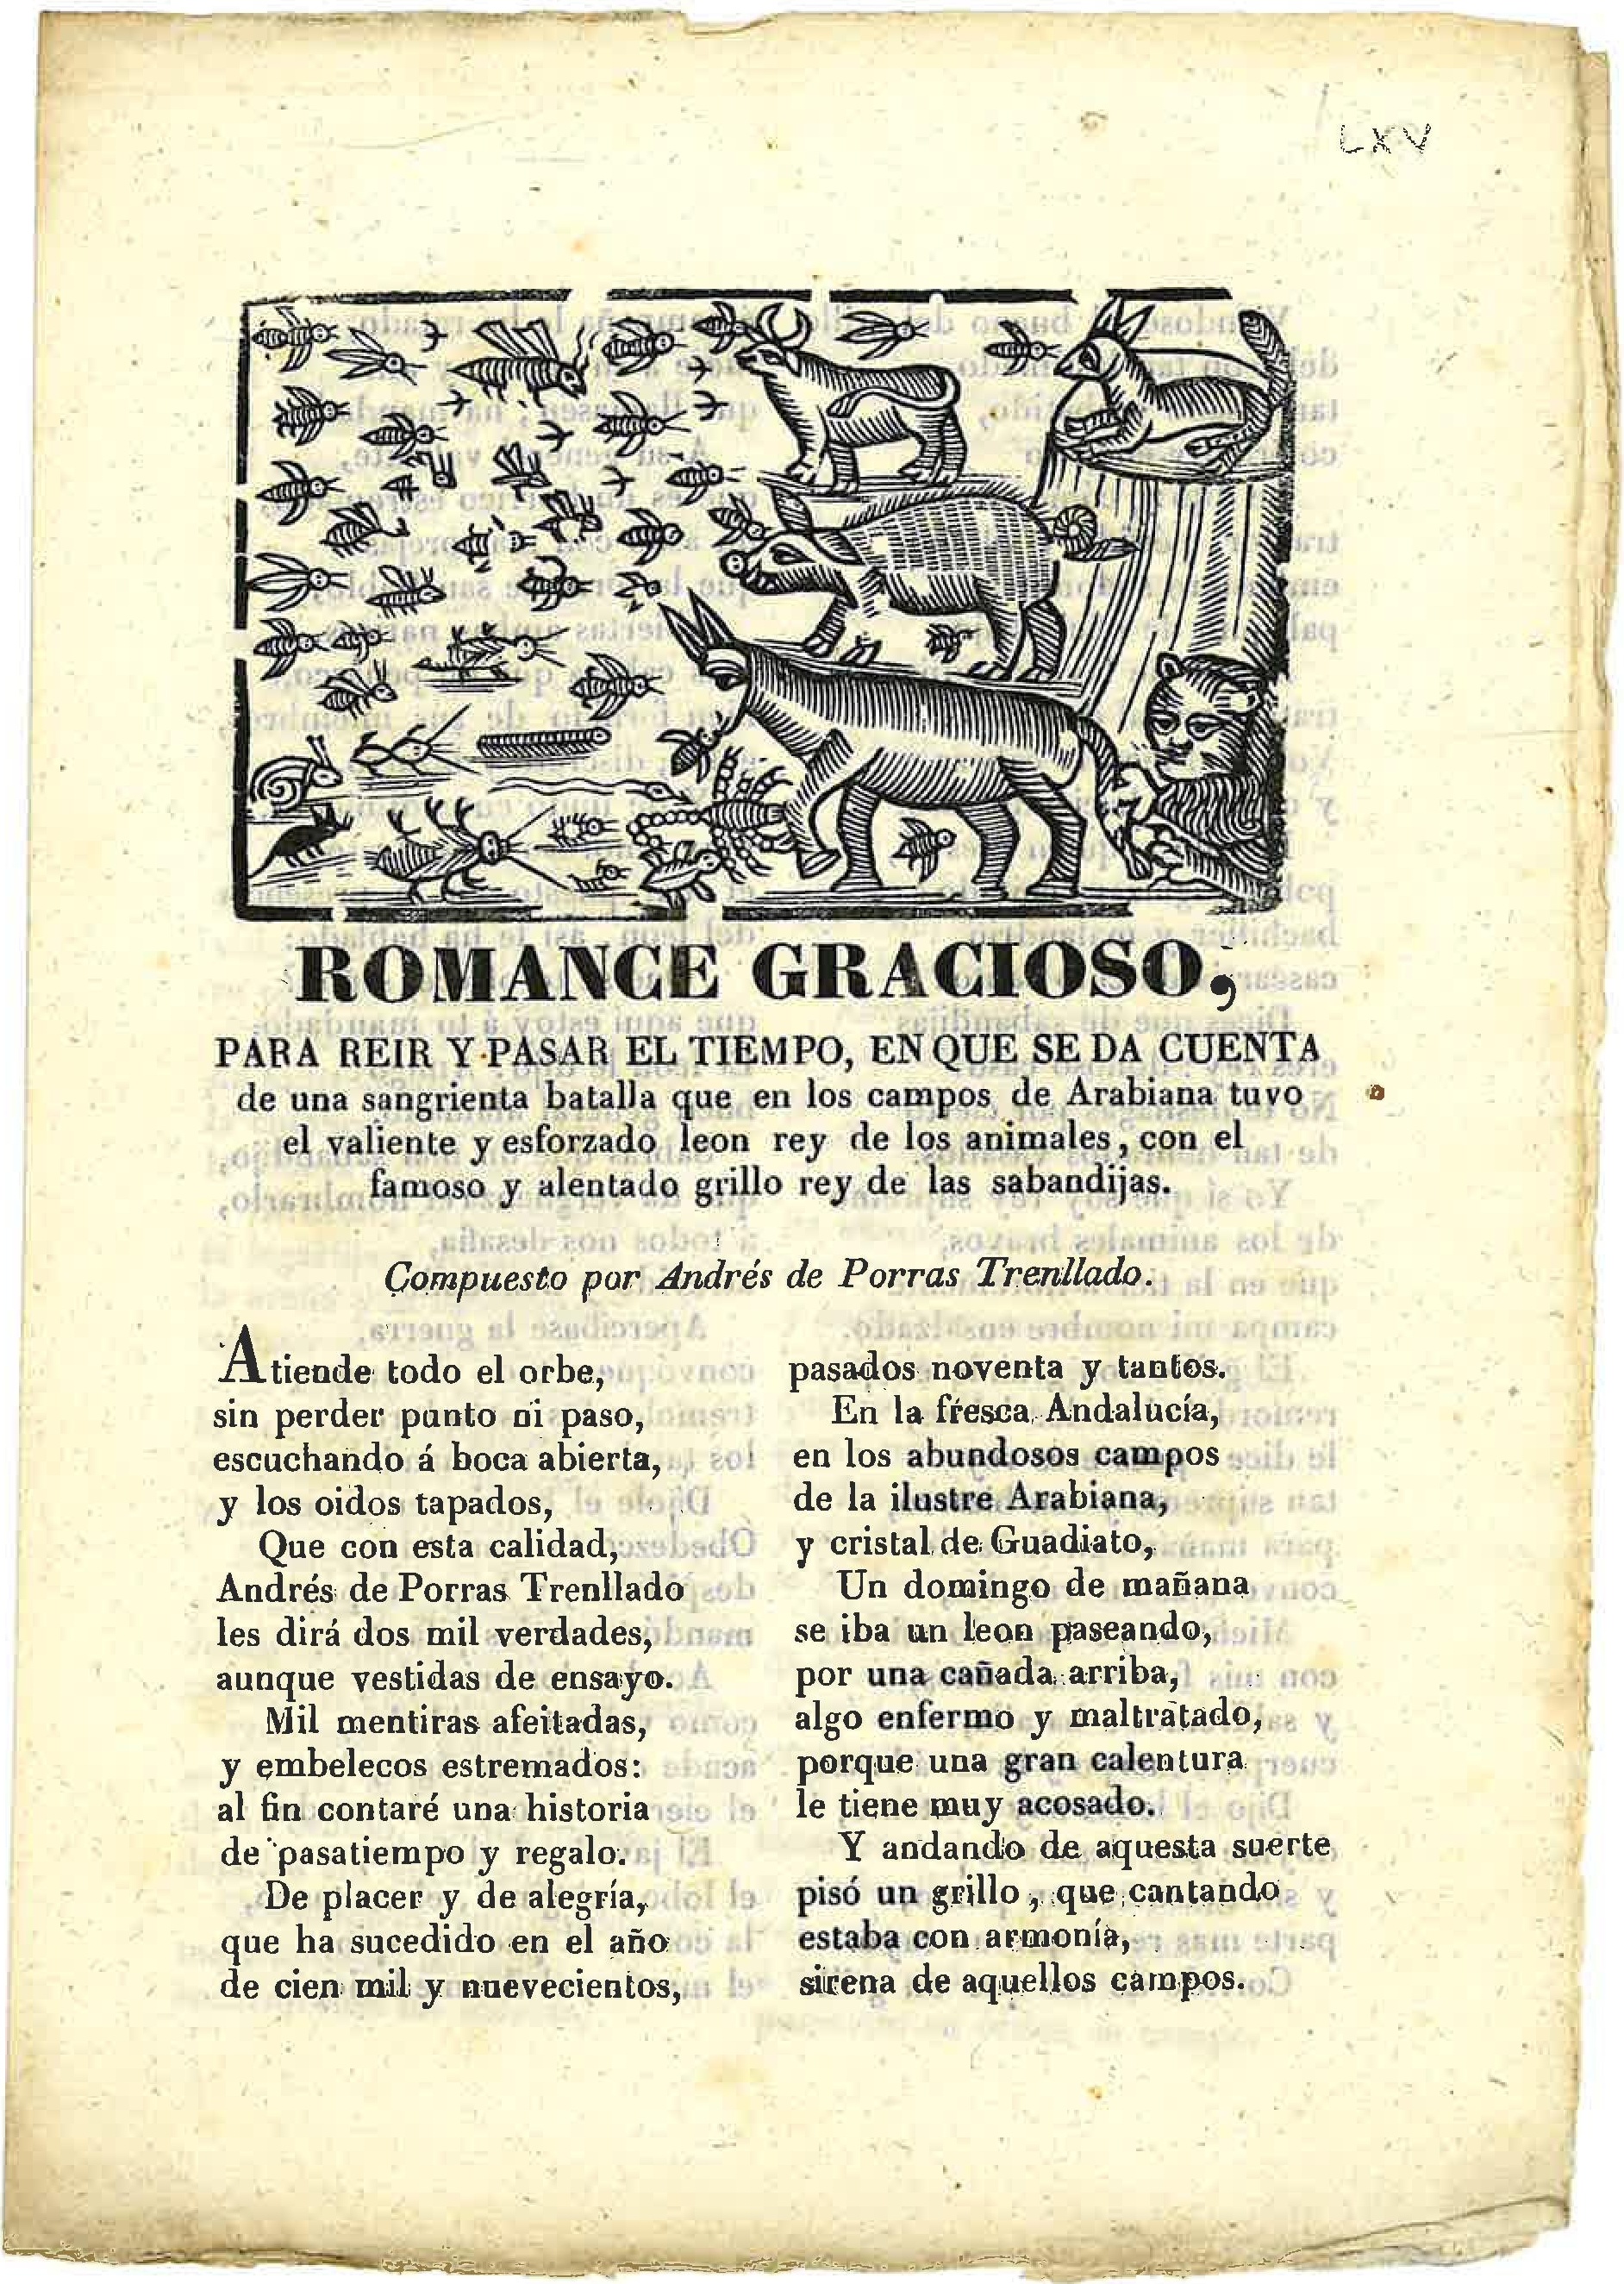 LXV
ROMANCE GRACIOSO,
PARA REIR Y PASAR EL TIEMPO, EN QUE SE DA CUENTA
de una sangrienta batalla que en los campos de Arabiana tuvo
el valiente y esforzado leon rey de los animales, con el
famoso y alentado grillo rey de las sabandijas.
Compuesto por Andrés de Porras Trenllado.
Atiende todo el orbe,
sin perder punto ni paso,
escuchando á boca abierta,
y los oidos tapados,
Que con esta calidad,
Andrés de Porras Trenllado
les dirá dos mil verdades,
aunque vestidas de ensayo.
Mil mentiras afeitadas,
y embelecos estremados:
al fin contaré una historia
de pasatiempo y regalo.
De placer y de alegría,
que ha sucedido en el año
de cien mil y nuevecientos,
pasados noventa y tantos.
En la fresca Andalucía,
en los abundosos campos
de la ilustre Arabiana,
y cristal de Guadiato,
Un domingo de mañana
se iba un leon paseando,
por una cañada arriba,
algo enfermo y maltratado,
porque una gran calentura
le tiene muy acosado.
Y andando de aquesta suerte
pisó un grillo, que cantando
estaba con armonía,
sirena de aquellos campos.